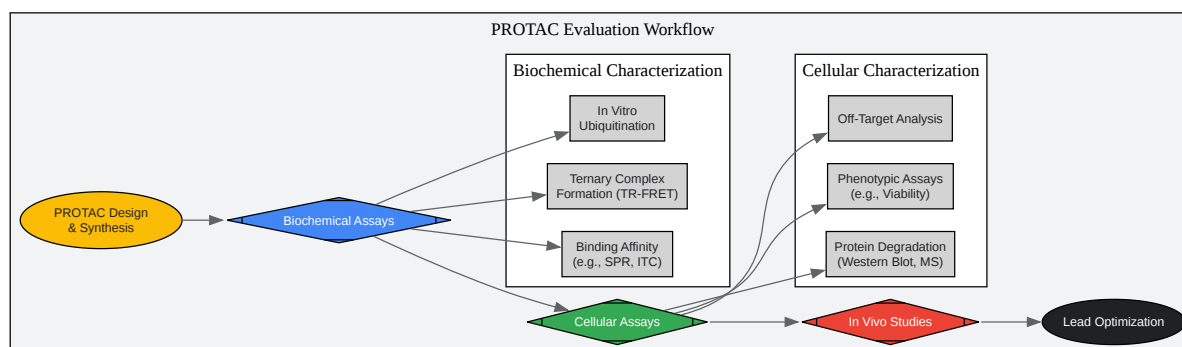 PROTAC Evaluation Workflow
Biochemical Characterization
Cellular Characterization
In Vitro
Ubiquitination
Off-Target Analysis
Ternary Complex
Formation (TR-FRET)
Phenotypic Assays
(e.g., Viability)
PROTAC Design
& Synthesis
Biochemical Assays
Binding Affinity
(e.g., SPR, ITC)
Protein Degradation
(Western Blot, MS)
Cellular Assays
In Vivo Studies
Lead Optimization